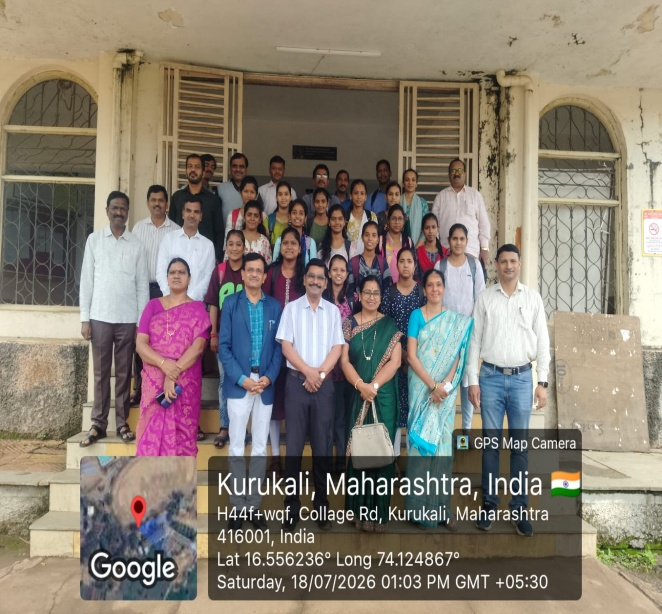 GPS Map Camera
Kurukali, Maharashtra, India
H44f+wqf, Collage Rd, Kurukali, Maharashtra
416001, India
Lat 16.556236° Long 74.124867°
Saturday, 18/07/2026 01:03 PM GMT +05:30
Google